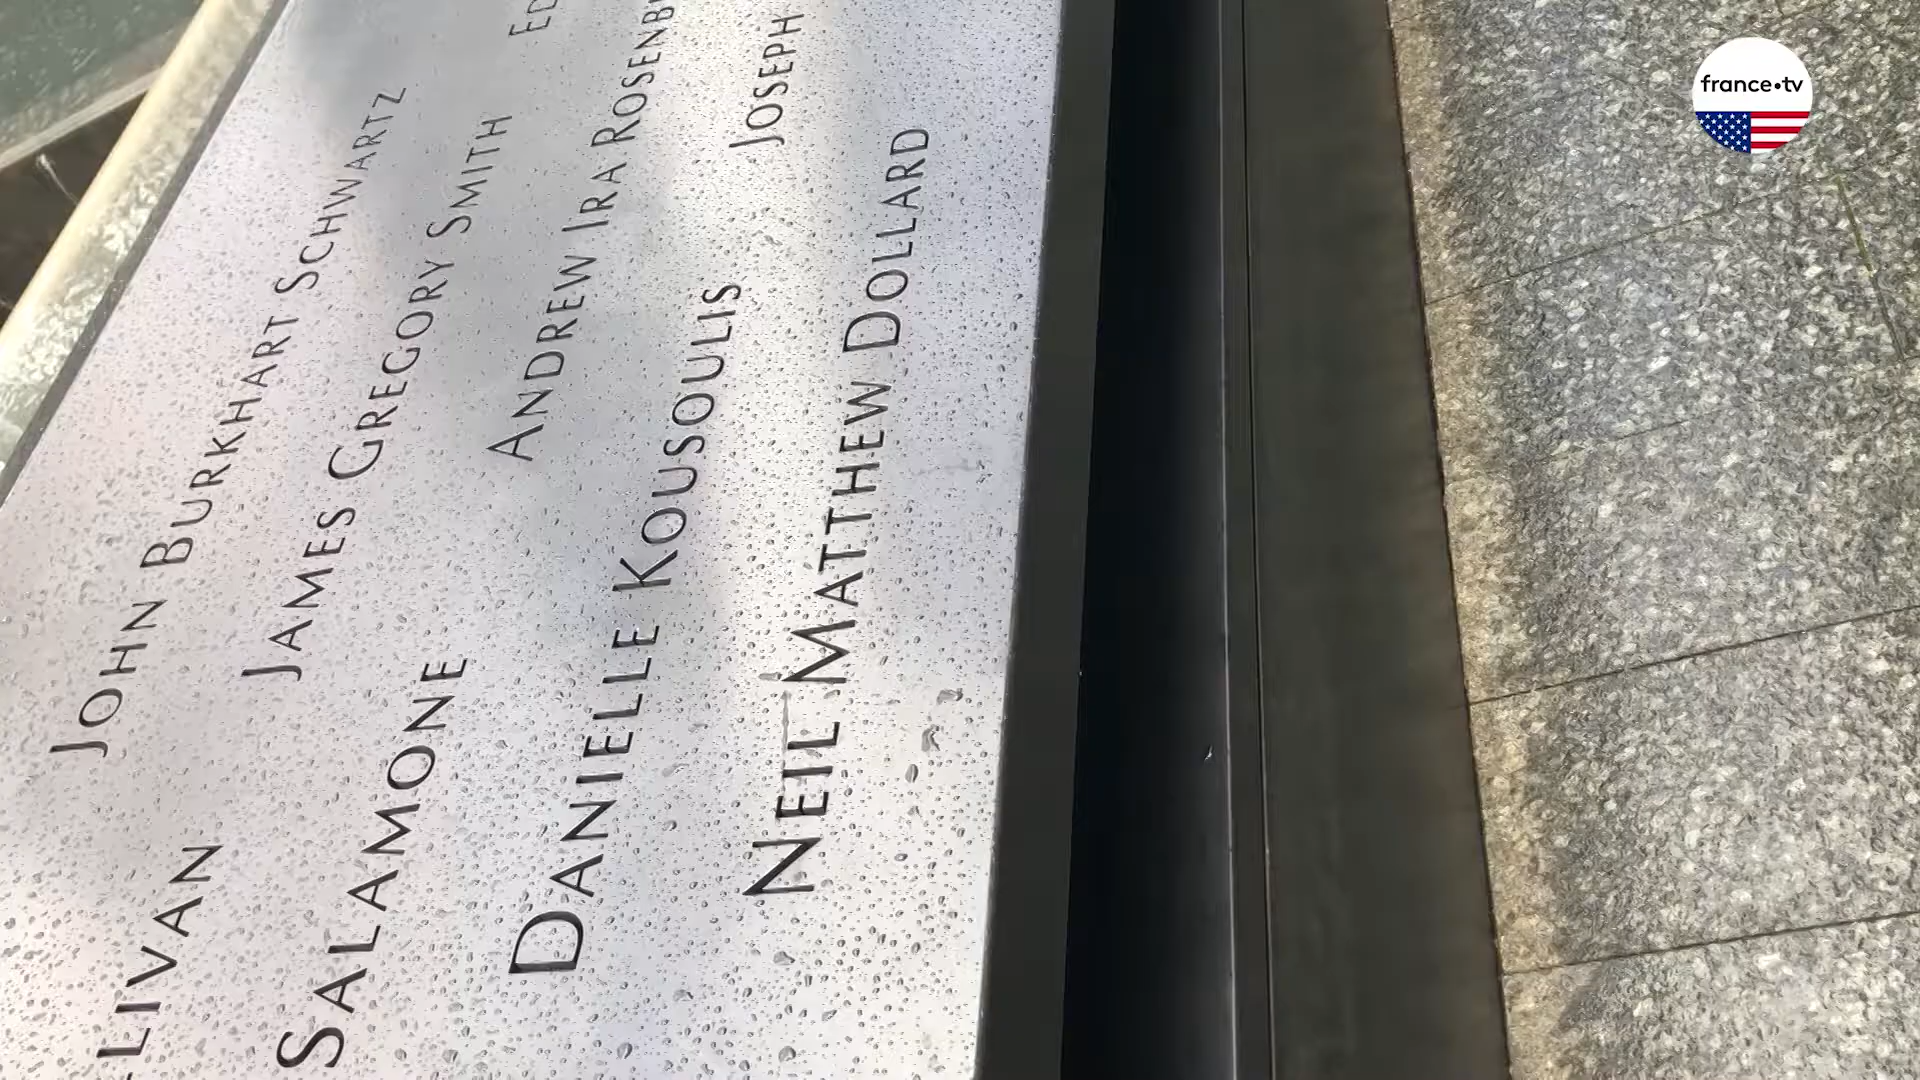 france•tv
JOHN BURKHART SCHWARTZ
LIVAN
JAMES GREGORY SMITH
SALAMONE
ANDREW IRA ROSENB
DANIELLE KOUSOULIS
JOSEPH
NEIL MATTHEW DOLLARD